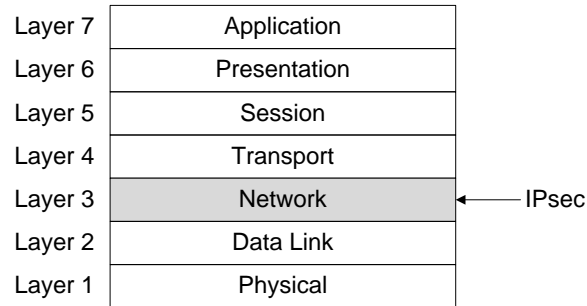 Layer 7 Application
Layer 6 Presentation
Layer 5 Session
Layer 4 Transport
Layer 3 Network IPsec
Layer 2 Data Link
Layer 1 Physical